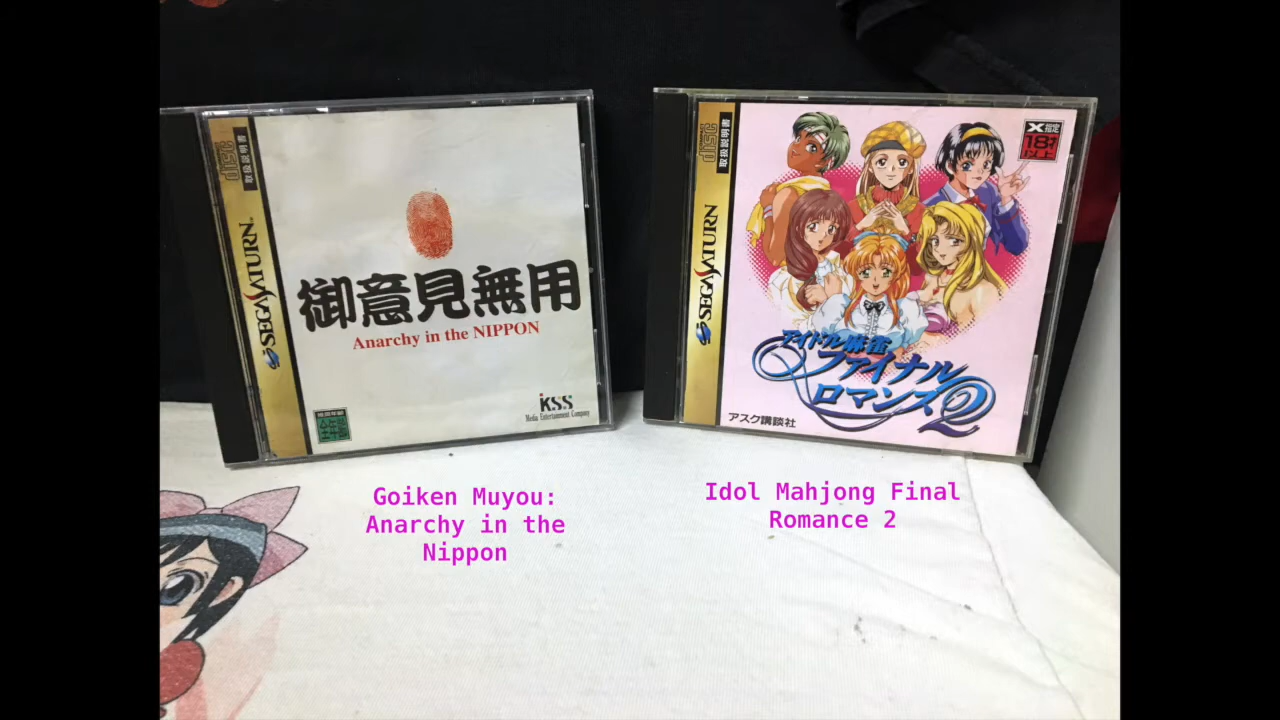 disc
取扱説明書
SEGA SATURN
御意見無用
Anarchy in the NIPPON
KSS
Media Entertainment Company
disc
取扱説明書
SEGA SATURN
X指定
18才
以上
アイドル麻雀
ファイナル
ロマンス2
アスク講談社
Goiken Muyou:
Anarchy in the
Nippon
Idol Mahjong Final
Romance 2